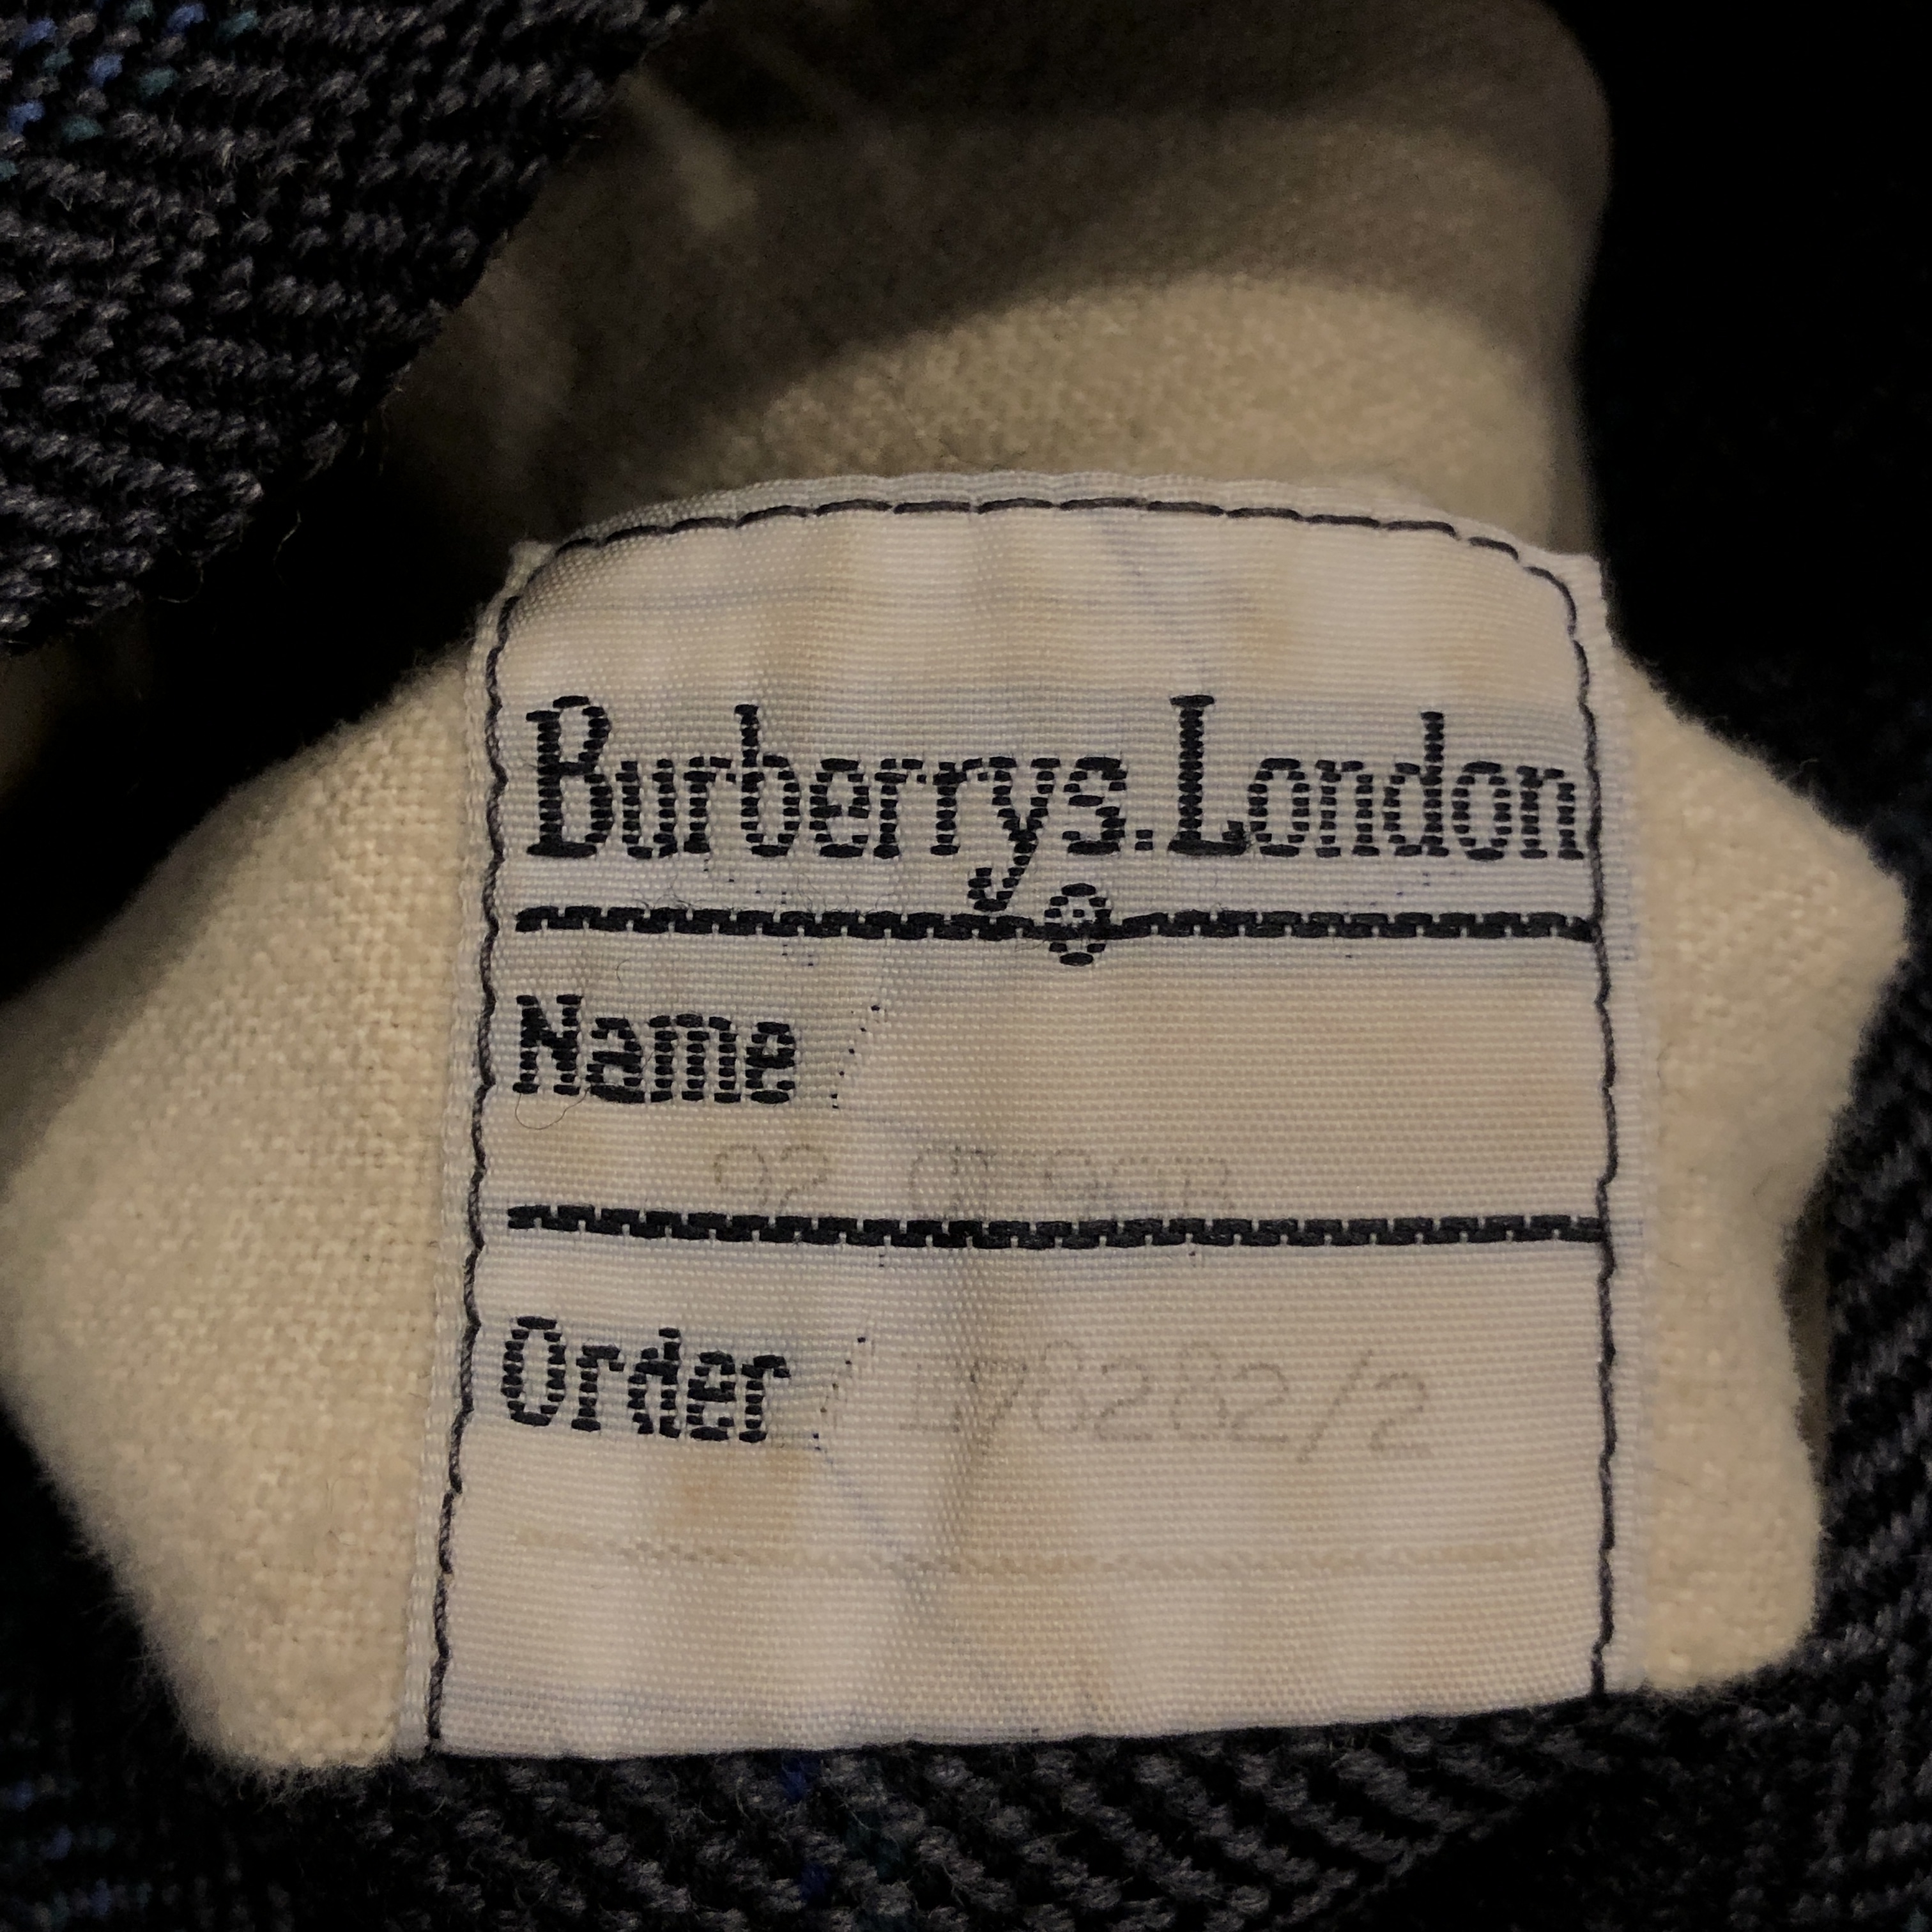 Burberrys. London
®
Name
Order